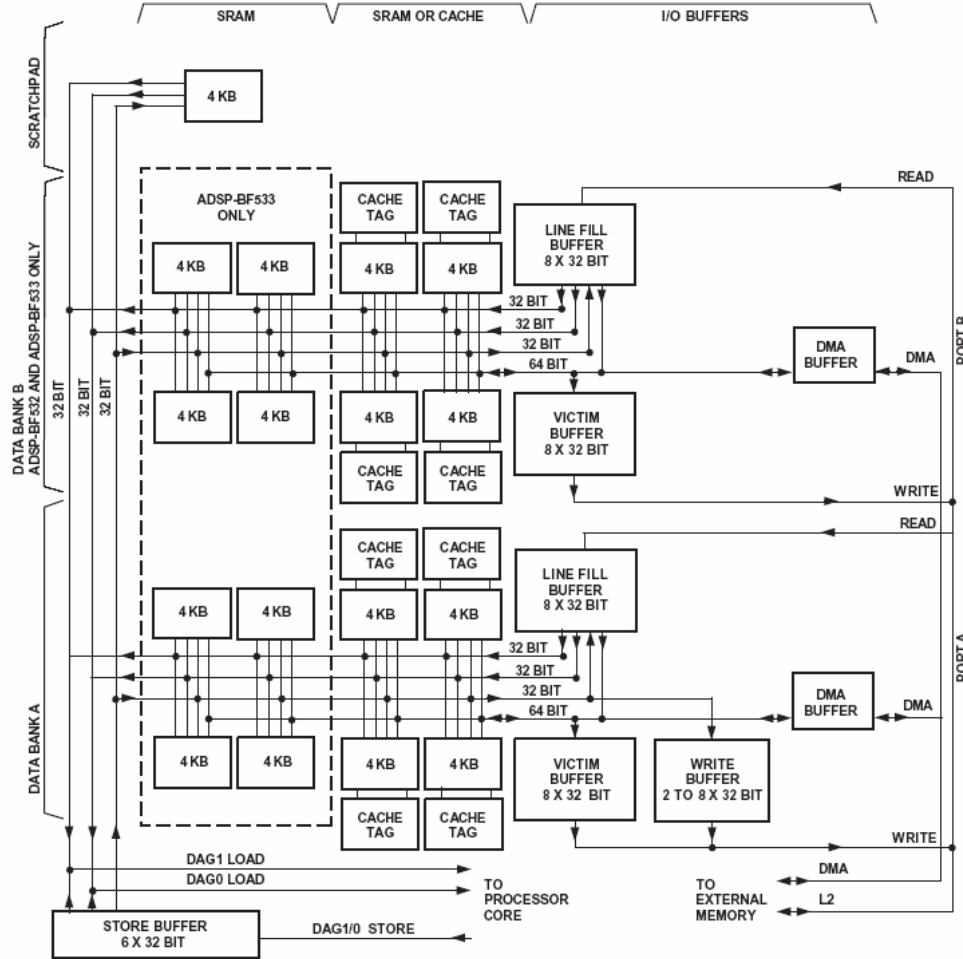 SRAM
SRAM OR CACHE
I/O BUFFERS
SCRATCHPAD
4 KB
DATA BANK B
ADSP-BF532 AND ADSP-BF533 ONLY
32 BIT
32 BIT
32 BIT
ADSP-BF533
ONLY
CACHE
TAG
CACHE
TAG
READ
LINE FILL
BUFFER
8 X 32 BIT
4 KB
4 KB
4 KB
4 KB
32 BIT
32 BIT
32 BIT
64 BIT
DMA
BUFFER
DMA
PORT B
4 KB
4 KB
4 KB
4 KB
VICTIM
BUFFER
8 X 32 BIT
CACHE
TAG
CACHE
TAG
WRITE
READ
DATA BANK A
CACHE
TAG
CACHE
TAG
LINE FILL
BUFFER
8 X 32 BIT
4 KB
4 KB
4 KB
4 KB
32 BIT
32 BIT
32 BIT
64 BIT
PORT A
DMA
BUFFER
DMA
4 KB
4 KB
4 KB
4 KB
VICTIM
BUFFER
8 X 32 BIT
WRITE
BUFFER
2 TO 8 X 32 BIT
CACHE
TAG
CACHE
TAG
WRITE
DAG1 LOAD
DAG0 LOAD
TO
PROCESSOR
CORE
TO
EXTERNAL
MEMORY
DMA
L2
STORE BUFFER
6 X 32 BIT
DAG1/0 STORE